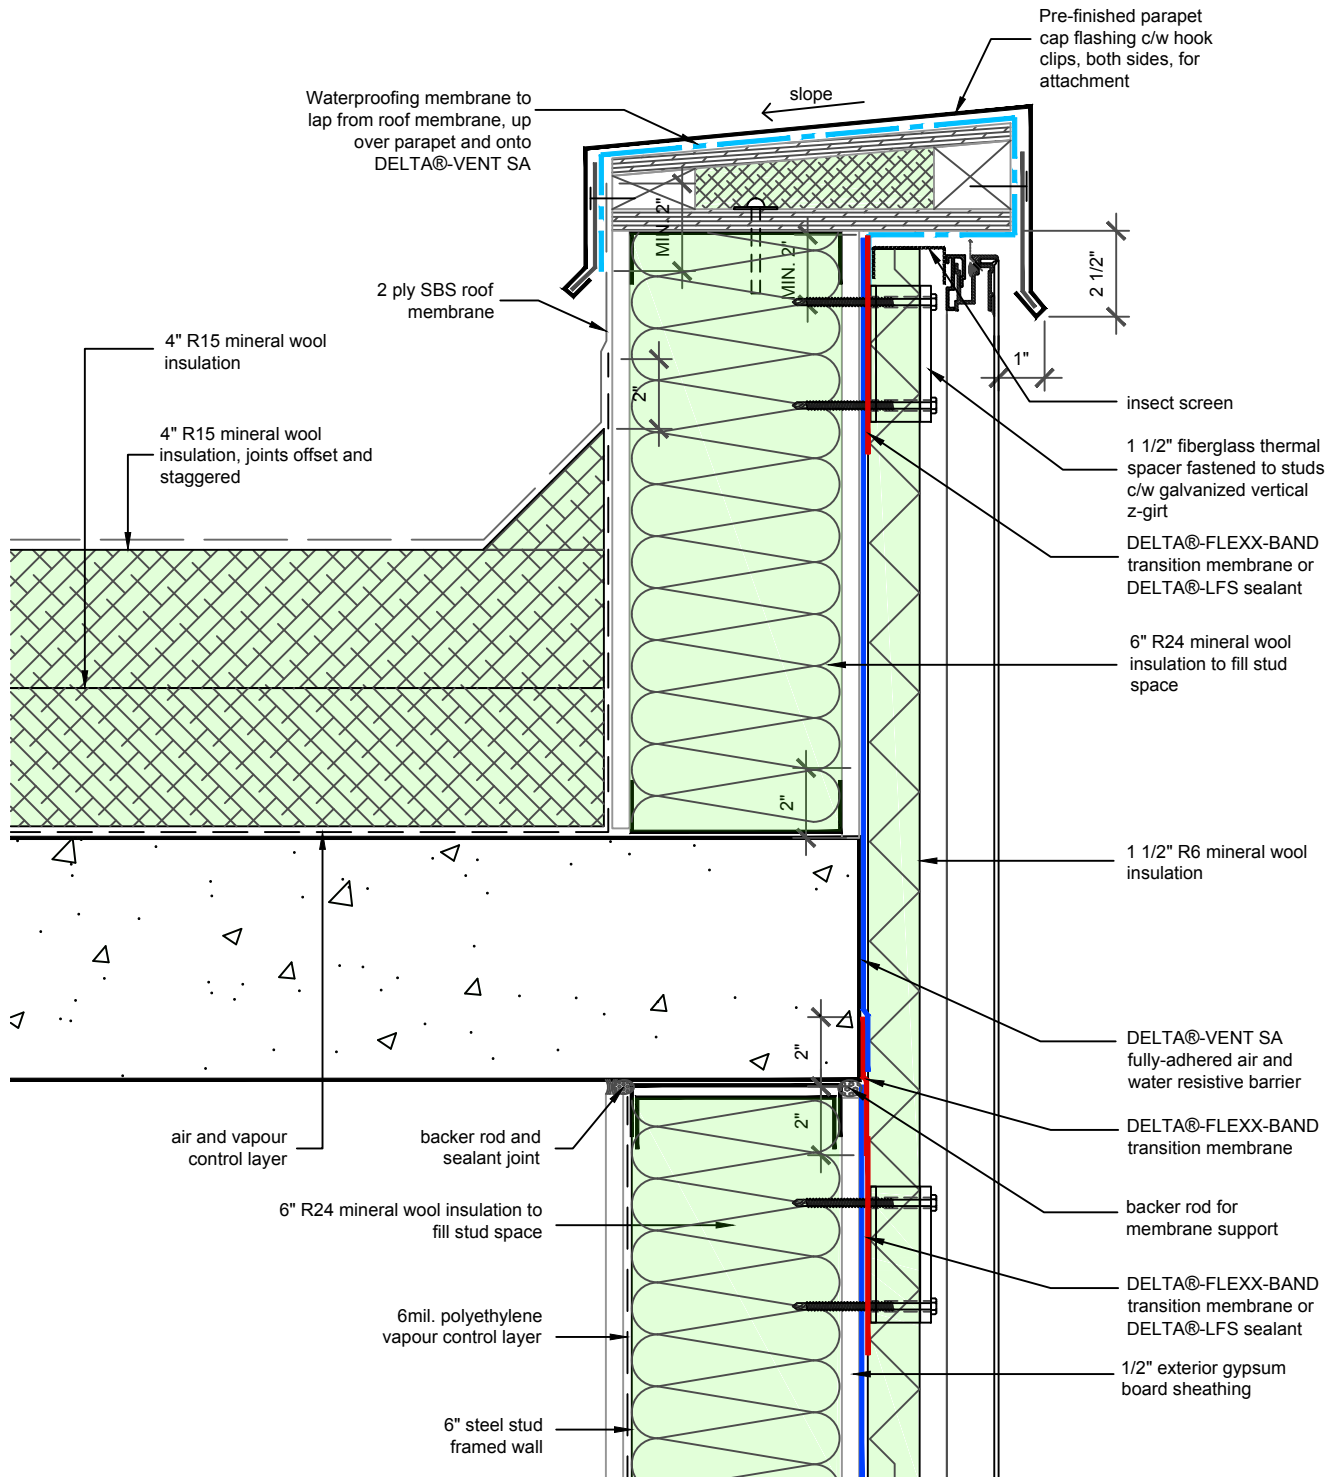 Pre-finished parapet
cap flashing c/w hook
clips, both sides, for
attachment
slope
Waterproofing membrane to
lap from roof membrane, up
over parapet and onto
DELTA®-VENT SA
MIN. 2"
MIN. 2"
2 1/2"
1"
2 ply SBS roof
membrane
4" R15 mineral wool
insulation
2"
insect screen
4" R15 mineral wool
insulation, joints offset and
staggered
1 1/2" fiberglass thermal
spacer fastened to studs
c/w galvanized vertical
z-girt
DELTA®-FLEXX-BAND
transition membrane or
DELTA®-LFS sealant
6" R24 mineral wool
insulation to fill stud
space
2"
1 1/2" R6 mineral wool
insulation
DELTA®-VENT SA
fully-adhered air and
water resistive barrier
2"
2"
DELTA®-FLEXX-BAND
transition membrane
air and vapour
control layer
backer rod and
sealant joint
6" R24 mineral wool insulation to
fill stud space
backer rod for
membrane support
DELTA®-FLEXX-BAND
transition membrane or
DELTA®-LFS sealant
6mil. polyethylene
vapour control layer
1/2" exterior gypsum
board sheathing
6" steel stud
framed wall